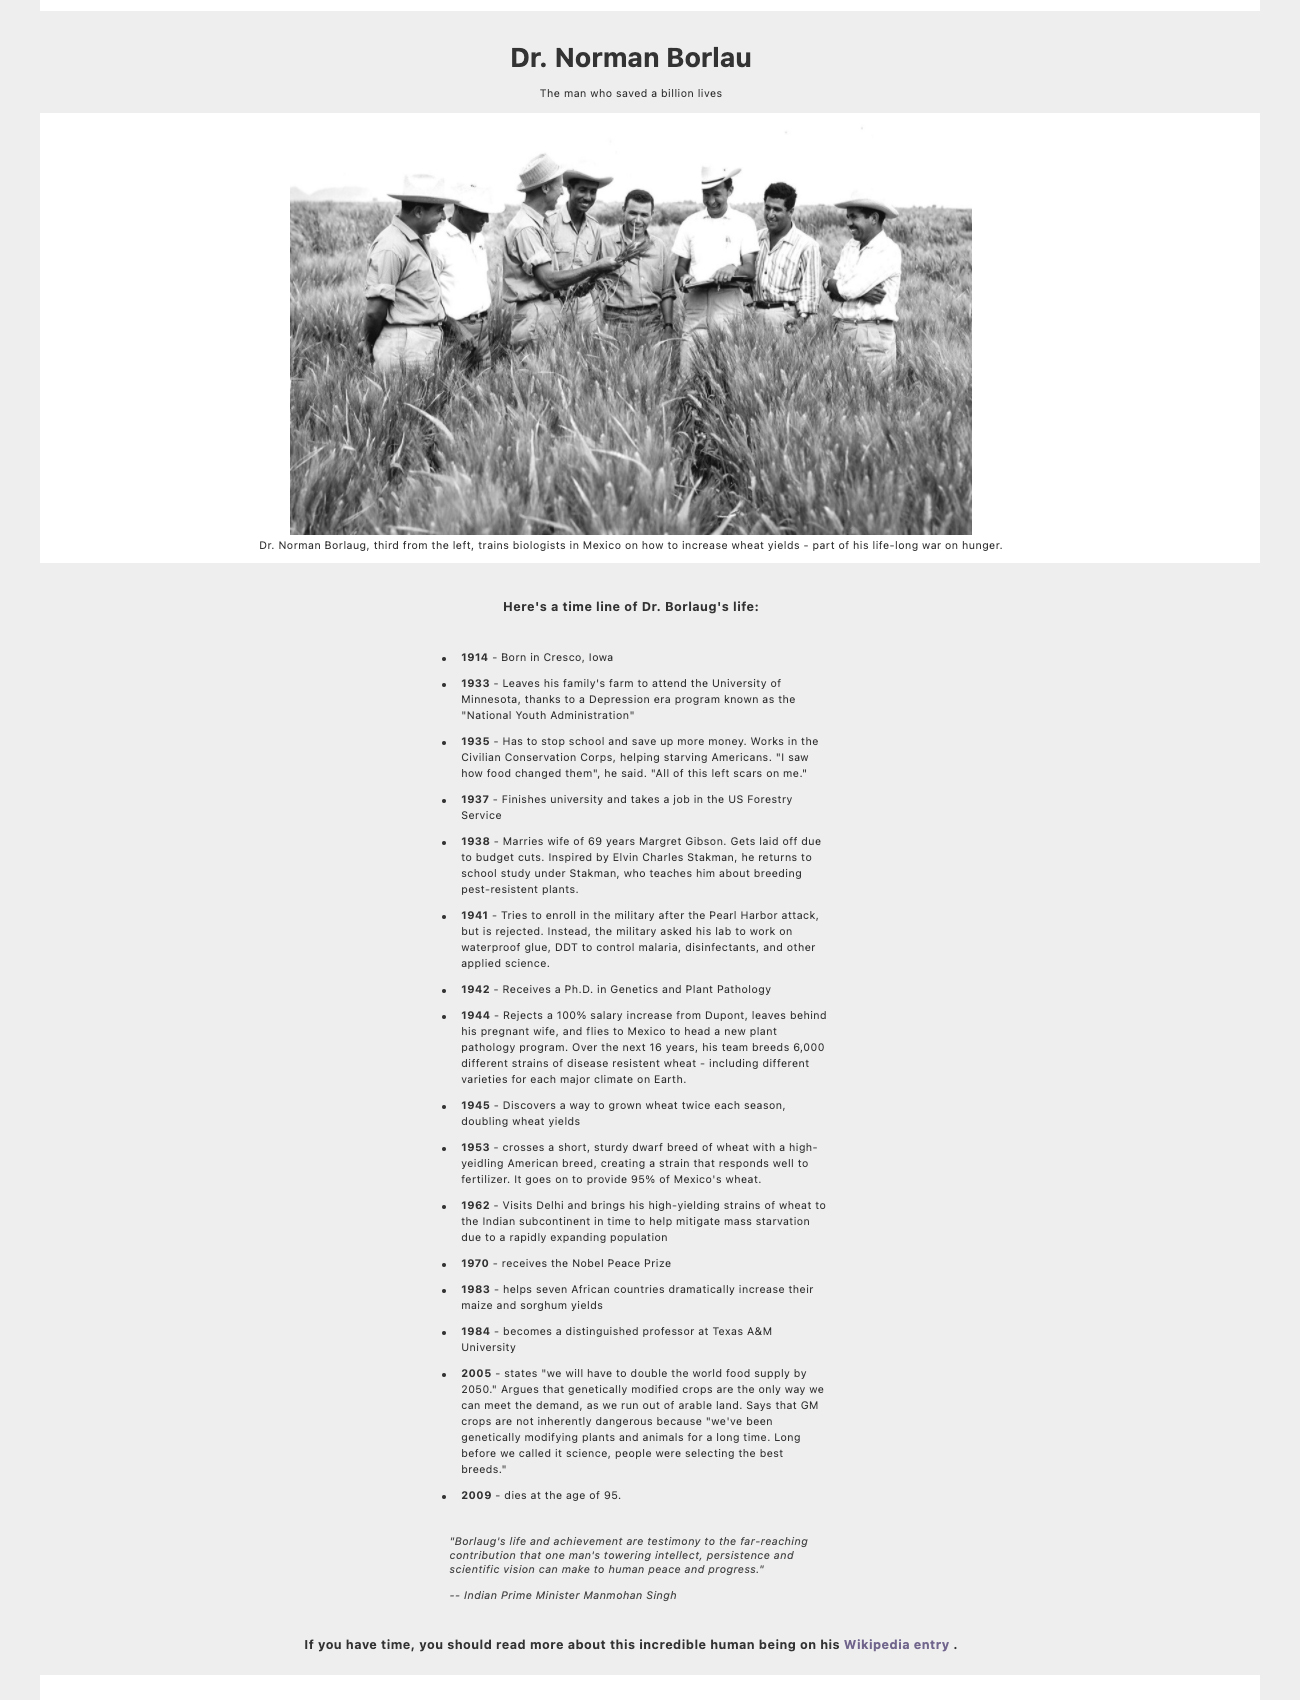 Dr. Norman Borlau
The man who saved a billion lives
Dr. Norman Borlaug, third from the left, trains biologists in Mexico on how to increase wheat yields - part of his life-long war on hunger.
Here's a time line of Dr. Borlaug's life:
1914 - Born in Cresco, Iowa
1933 - Leaves his family's farm to attend the University of
Minnesota, thanks to a Depression era program known as the
"National Youth Administration"
1935 - Has to stop school and save up more money. Works in the
Civilian Conservation Corps, helping starving Americans. "I saw
how food changed them", he said. "All of this left scars on me."
1937 - Finishes university and takes a job in the US Forestry
Service
1938 - Marries wife of 69 years Margret Gibson. Gets laid off due
to budget cuts. Inspired by Elvin Charles Stakman, he returns to
school study under Stakman, who teaches him about breeding
pest-resistent plants.
1941 - Tries to enroll in the military after the Pearl Harbor attack,
but is rejected. Instead, the military asked his lab to work on
waterproof glue, DDT to control malaria, disinfectants, and other
applied science.
1942 - Receives a Ph.D. in Genetics and Plant Pathology
1944 - Rejects a 100% salary increase from Dupont, leaves behind
his pregnant wife, and flies to Mexico to head a new plant
pathology program. Over the next 16 years, his team breeds 6,000
different strains of disease resistent wheat - including different
varieties for each major climate on Earth.
1945 - Discovers a way to grown wheat twice each season,
doubling wheat yields
1953 - crosses a short, sturdy dwarf breed of wheat with a high-
yeidling American breed, creating a strain that responds well to
fertilizer. It goes on to provide 95% of Mexico's wheat.
1962 - Visits Delhi and brings his high-yielding strains of wheat to
the Indian subcontinent in time to help mitigate mass starvation
due to a rapidly expanding population
1970 - receives the Nobel Peace Prize
1983 - helps seven African countries dramatically increase their
maize and sorghum yields
1984 - becomes a distinguished professor at Texas A&M
University
2005 - states "we will have to double the world food supply by
2050." Argues that genetically modified crops are the only way we
can meet the demand, as we run out of arable land. Says that GM
crops are not inherently dangerous because "we've been
genetically modifying plants and animals for a long time. Long
before we called it science, people were selecting the best
breeds."
2009 - dies at the age of 95.
"Borlaug's life and achievement are testimony to the far-reaching
contribution that one man's towering intellect, persistence and
scientific vision can make to human peace and progress."
-- Indian Prime Minister Manmohan Singh
If you have time, you should read more about this incredible human being on his Wikipedia entry .